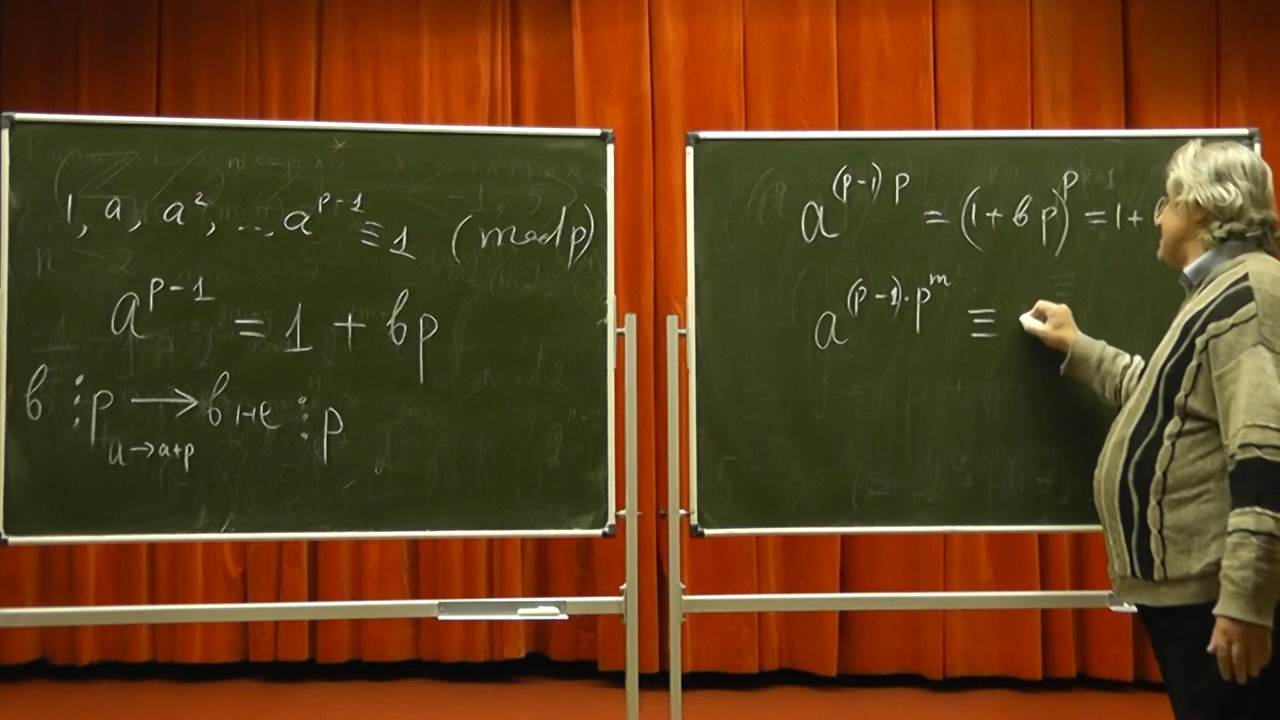 1, a, a², ..., a^{p-1} ≡ 1 (mod p)
a^{p-1} = 1 + вp
в ⋮ p → в не ⋮ p
a→a+p
a^{(p-1)p} = (1+вp)^p = 1+
a^{(p-1)·p^m} ≡